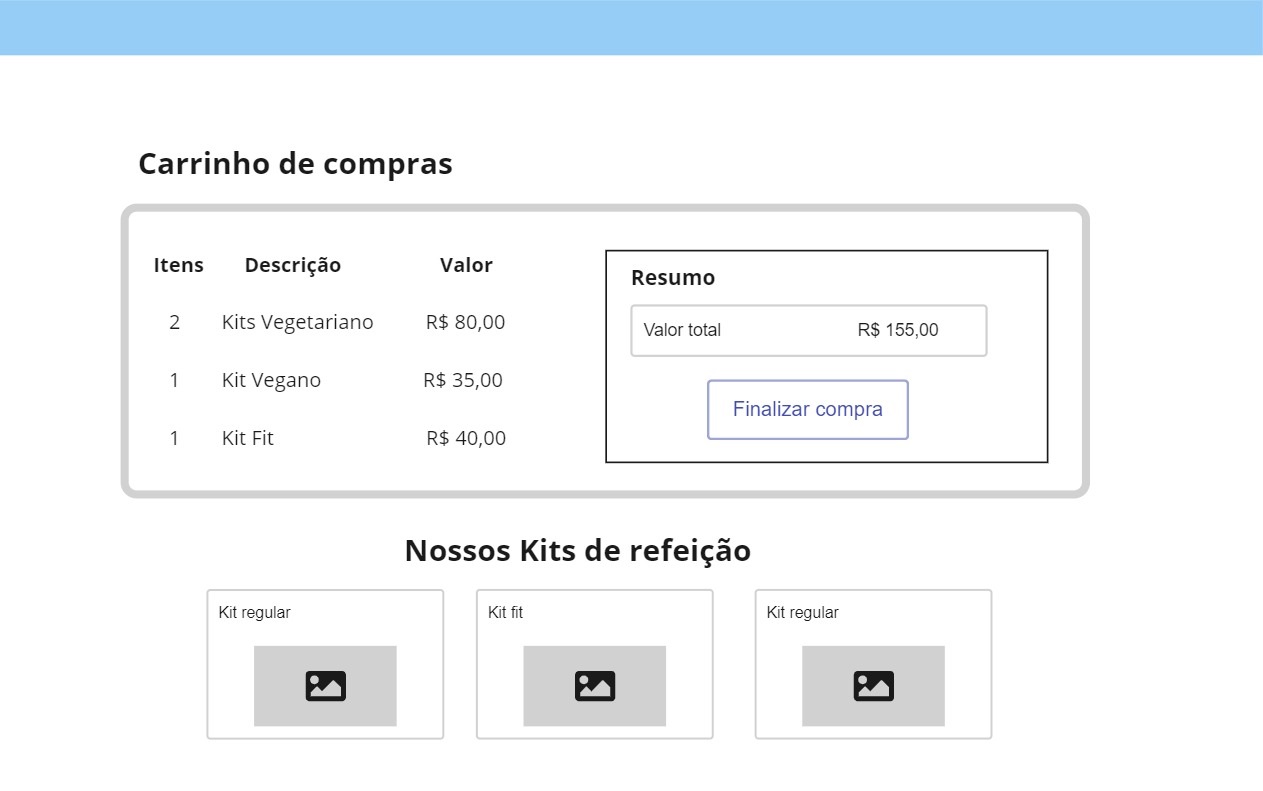 Carrinho de compras
Itens Descrição Valor
2 Kits Vegetariano R$ 80,00
1 Kit Vegano R$ 35,00
1 Kit Fit R$ 40,00
Resumo
Valor total R$ 155,00
Finalizar compra
Nossos Kits de refeição
Kit regular
Kit fit
Kit regular